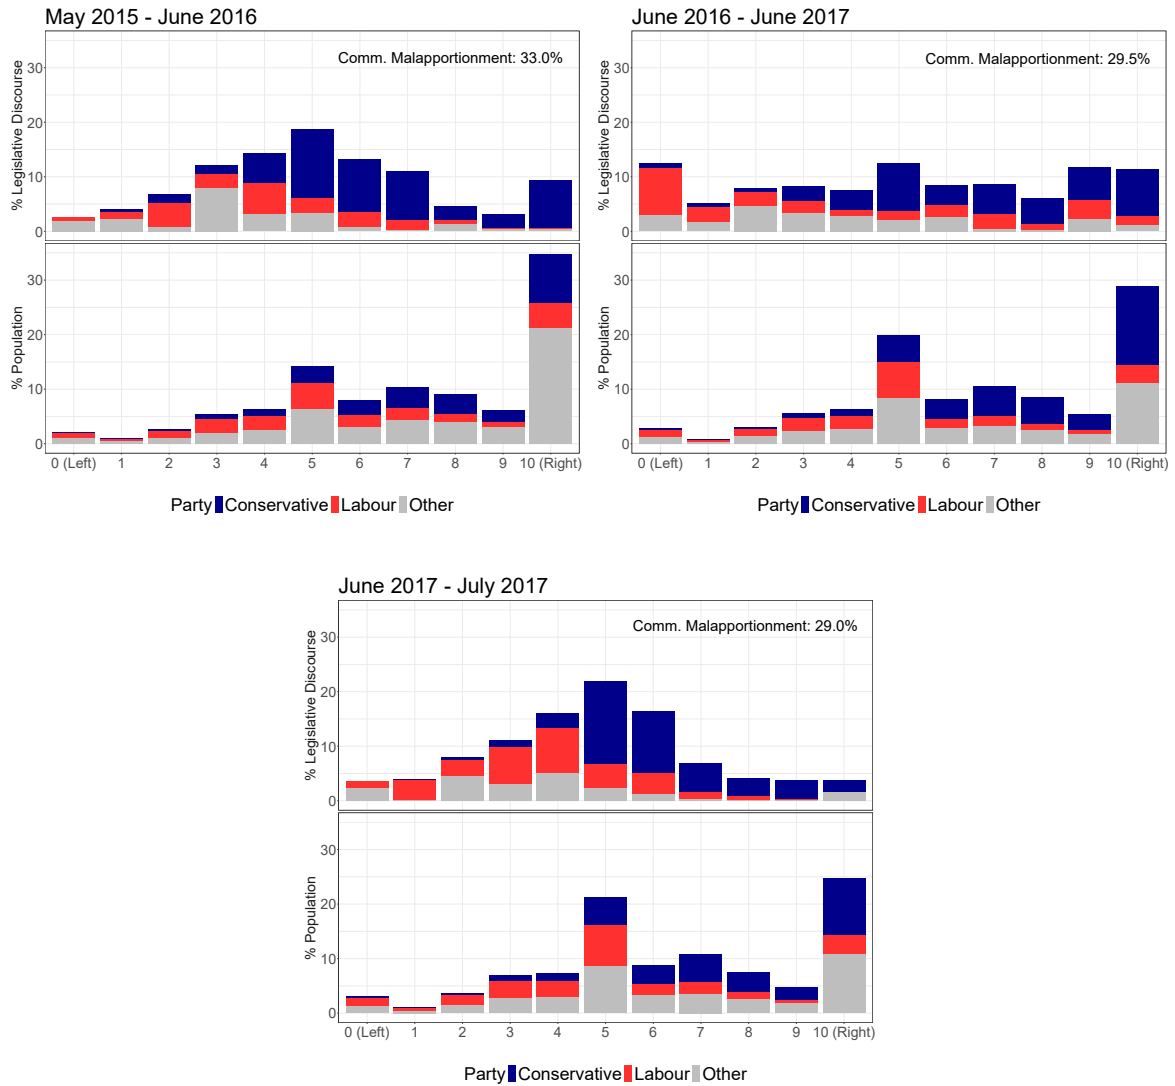 May 2015 - June 2016
Comm. Malapportionment: 33.0%
% Legislative Discourse
30
20
10
0
% Population
30
20
10
0
0 (Left) 1 2 3 4 5 6 7 8 9 10 (Right)
Party Conservative Labour Other
June 2016 - June 2017
Comm. Malapportionment: 29.5%
% Legislative Discourse
30
20
10
0
% Population
30
20
10
0
0 (Left) 1 2 3 4 5 6 7 8 9 10 (Right)
Party Conservative Labour Other
June 2017 - July 2017
Comm. Malapportionment: 29.0%
% Legislative Discourse
30
20
10
0
% Population
30
20
10
0
0 (Left) 1 2 3 4 5 6 7 8 9 10 (Right)
Party Conservative Labour Other